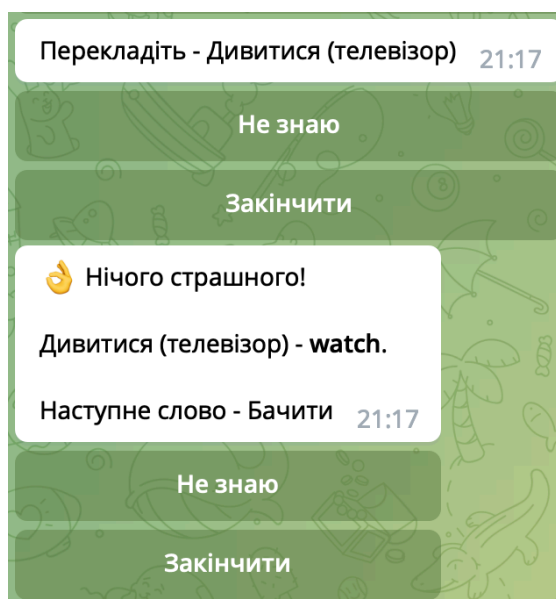 Перекладіть - Дивитися (телевізор) 21:17
Не знаю
Закінчити
👌 Нічого страшного!
Дивитися (телевізор) - watch.
Наступне слово - Бачити 21:17
Не знаю
Закінчити